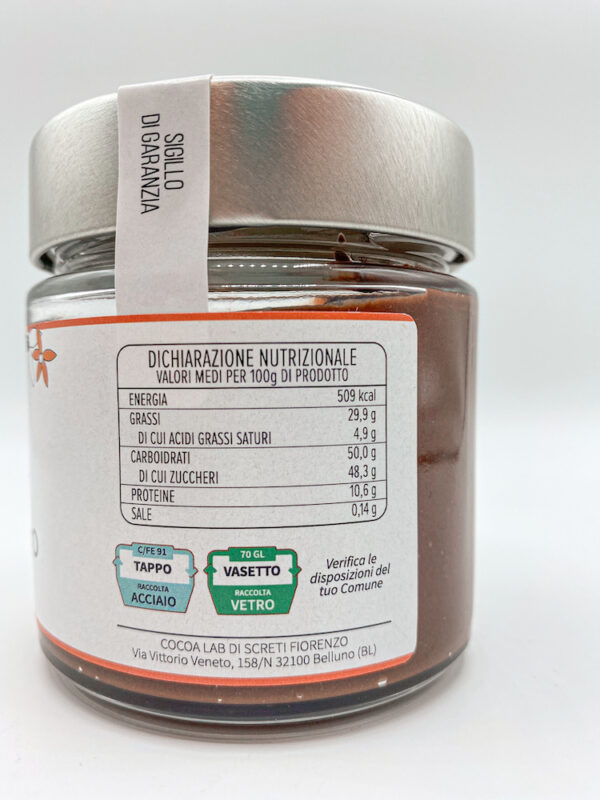 SIGILLO
DI GARANZIA
DICHIARAZIONE NUTRIZIONALE
VALORI MEDI PER 100g DI PRODOTTO
ENERGIA 509 kcal
GRASSI 29,9 g
DI CUI ACIDI GRASSI SATURI 4,9 g
CARBOIDRATI 50,0 g
DI CUI ZUCCHERI 48,3 g
PROTEINE 10,6 g
SALE 0,14 g
C/FE 91
TAPPO
RACCOLTA
ACCIAIO
70 GL
VASETTO
RACCOLTA
VETRO
Verifica le
disposizioni del
tuo Comune
COCOA LAB DI SCRETI FIORENZO
Via Vittorio Veneto, 158/N 32100 Belluno (BL)